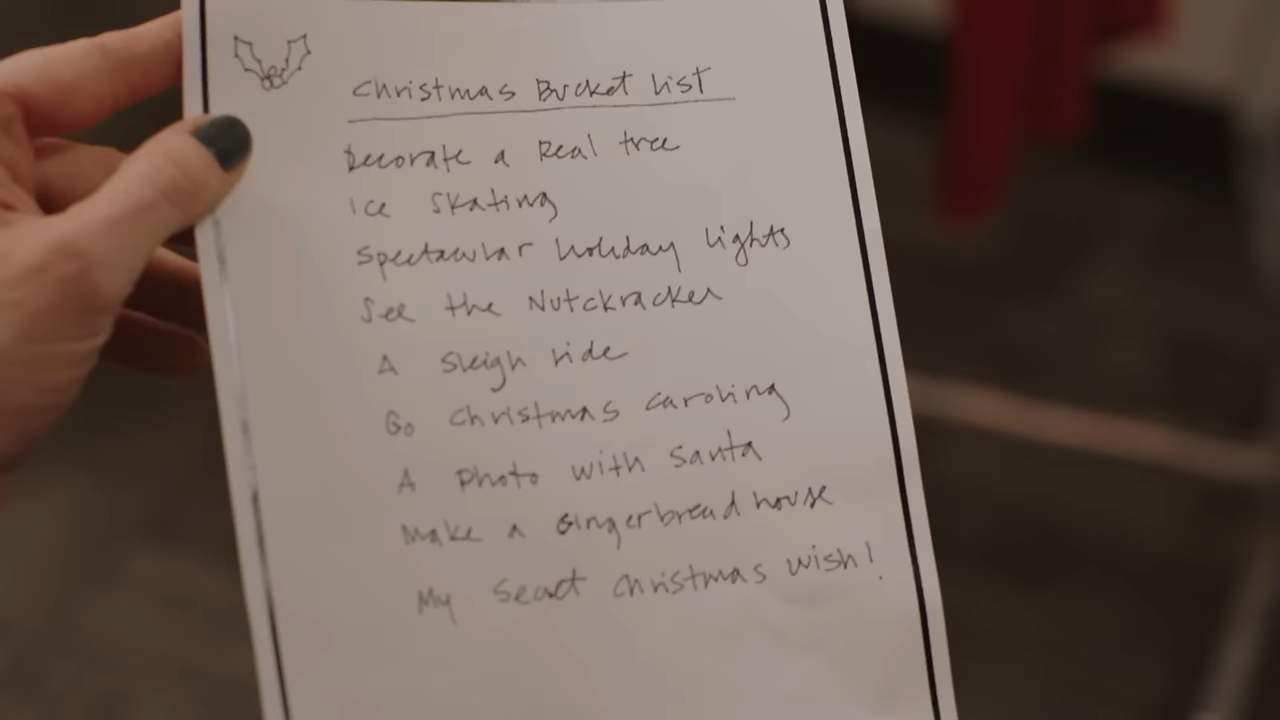 Christmas Bucket List
Decorate a Real tree
Ice Skating
Spectacular holiday lights
See the Nutckracker
A Sleigh ride
Go Christmas caroling
A Photo with Santa
Make a Gingerbread house
My Secret Christmas wish!